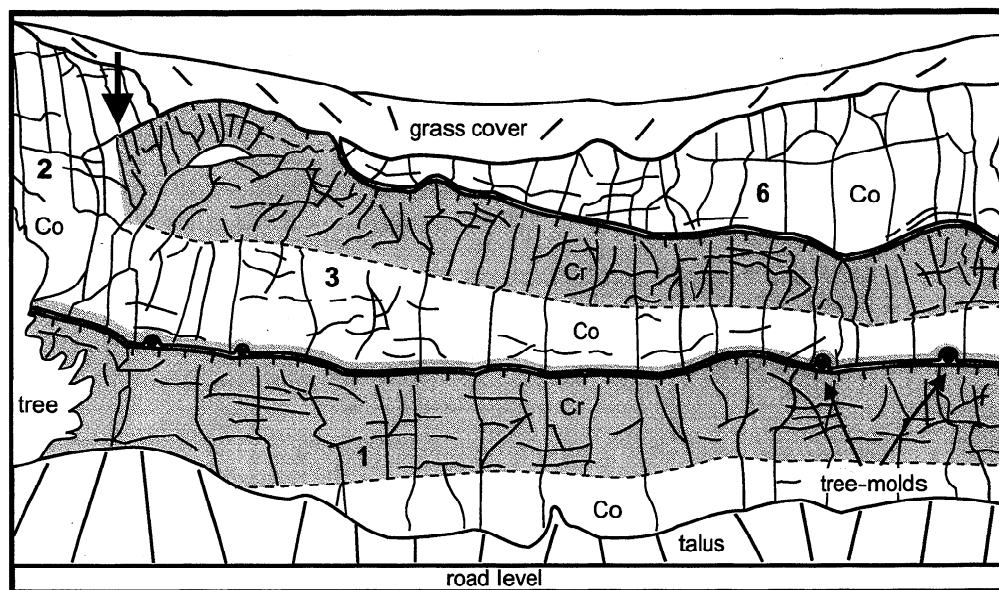 grass cover
2
6
Co
Co
Cr
3
Co
tree
Cr
1
tree-molds
Co
talus
road level